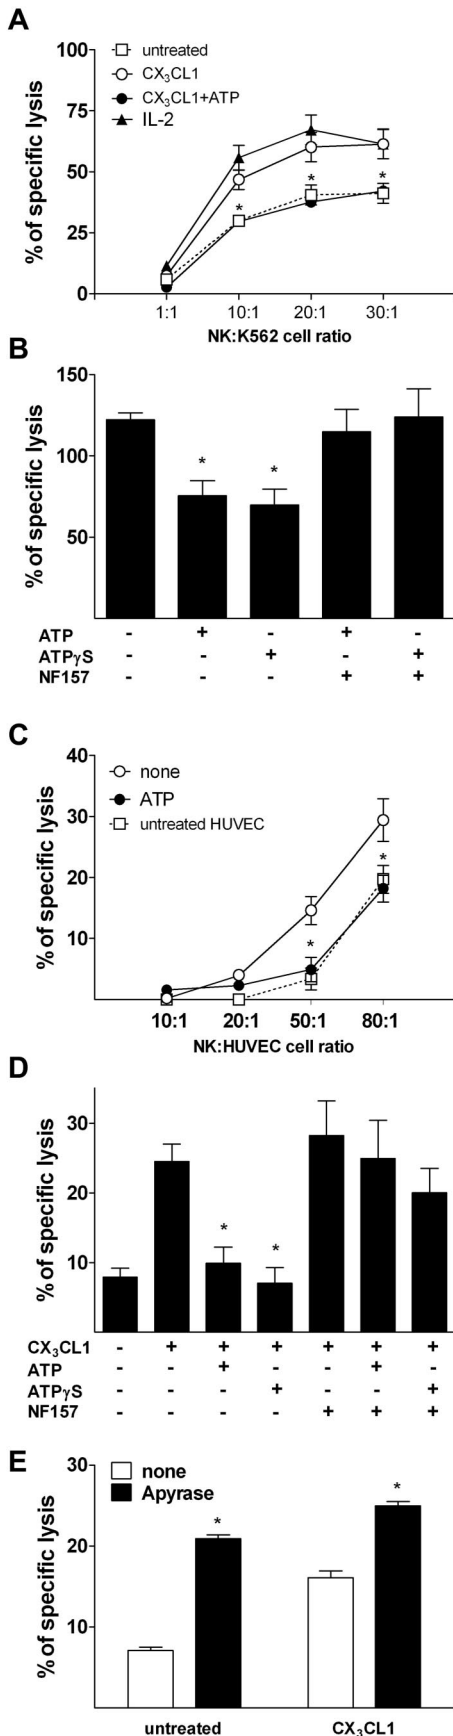 A
100
75
50
25
0
% of specific lysis
untreated
CX₃CL1
CX₃CL1+ATP
IL-2
* * *
1:1 10:1 20:1 30:1
NK:K562 cell ratio
B
150
100
50
% of specific lysis
* *
ATP - + - + -
ATPγS - - + - +
NF157 - - - + +
C
40
30
20
10
% of specific lysis
none
ATP
untreated HUVEC
* *
10:1 20:1 50:1 80:1
NK:HUVEC cell ratio
D
30
20
10
% of specific lysis
* *
CX₃CL1 - + + + + + +
ATP - - + - - + -
ATPγS - - - + - - +
NF157 - - - - + + +
E
30
20
10
% of specific lysis
none
Apyrase
* *
untreated CX₃CL1